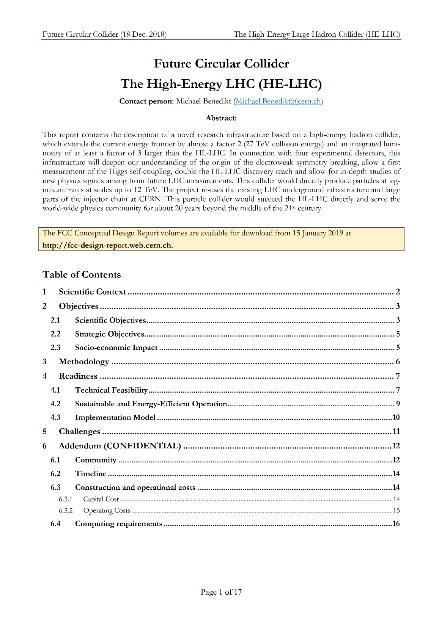 Future Circular Collider (18 Dec. 2018) The High-Energy Large Hadron Collider (HE-LHC)
Future Circular Collider
The High-Energy LHC (HE-LHC)
Contact person: Michael Benedikt (Michael.Benedikt@cern.ch)
Abstract:
This report contains the description of a novel research infrastructure based on a high-energy hadron collider,
which extends the current energy frontier by almost a factor 2 (27 TeV collision energy) and an integrated lumi-
nosity of at least a factor of 3 larger than the HL-LHC. In connection with four experimental detectors, this
infrastructure will deepen our understanding of the origin of the electroweak symmetry breaking, allow a first
measurement of the Higgs self-coupling, double the HL-LHC discovery reach and allow for in-depth studies of
new physics signals arising from future LHC measurements. This collider would directly produce particles at sig-
nificant rates at scales up to 12 TeV. The project re-uses the existing LHC underground infrastructure and large
parts of the injector chain at CERN. This particle collider would succeed the HL-LHC directly and serve the
world-wide physics community for about 20 years beyond the middle of the 21st century
The FCC Conceptual Design Report volumes are available for download from 15 January 2019 at
http://fcc-design-report.web.cern.ch.
Table of Contents
1 Scientific Context 2
2 Objectives 3
2.1 Scientific Objectives 3
2.2 Strategic Objectives 5
2.3 Socio-economic Impact 5
3 Methodology 6
4 Readiness 7
4.1 Technical Feasibility 7
4.2 Sustainable and Energy-Efficient Operation 9
4.3 Implementation Model 10
5 Challenges 11
6 Addendum (CONFIDENTIAL) 12
6.1 Community 12
6.2 Timeline 14
6.3 Construction and operational costs 14
6.3.1 Capital Cost 14
6.3.2 Operating Costs 15
6.4 Computing requirements 16
Page 1 of 17